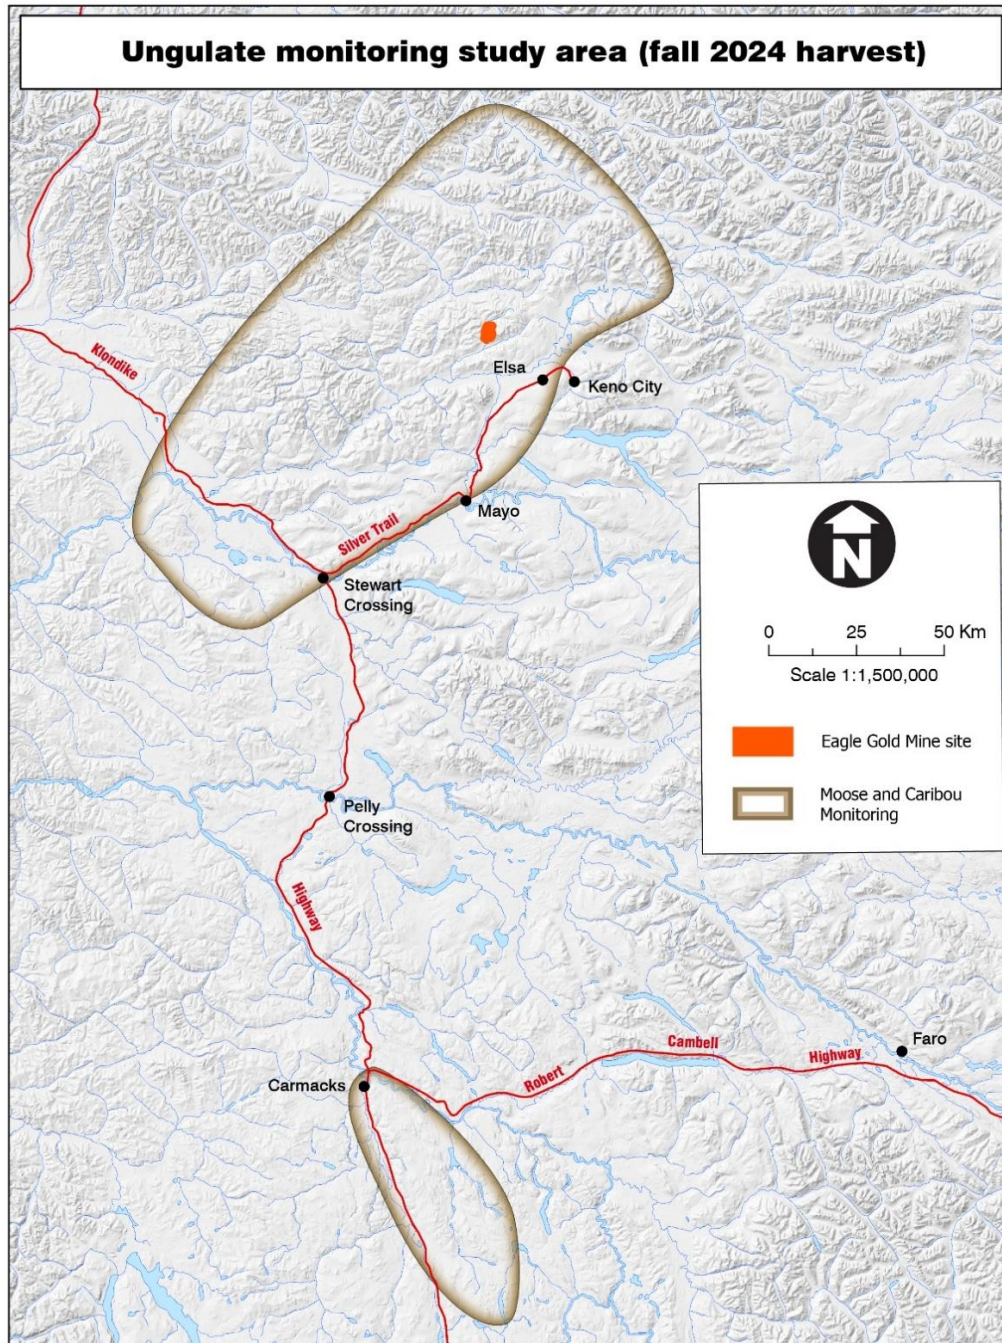 Ungulate monitoring study area (fall 2024 harvest)
Klondike
Elsa
Keno City
Mayo
Silver Trail
Stewart
Crossing
N
0 25 50 Km
Scale 1:1,500,000
Eagle Gold Mine site
Moose and Caribou
Monitoring
Pelly
Crossing
Highway
Carmacks
Robert
Cambell
Highway
Faro